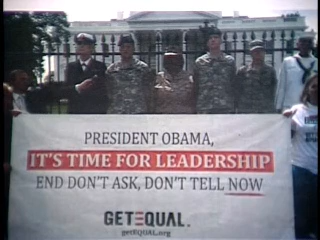 PRESIDENT OBAMA,
IT'S TIME FOR LEADERSHIP
END DON'T ASK, DON'T TELL NOW
GETEQUAL.
getEQUAL.org